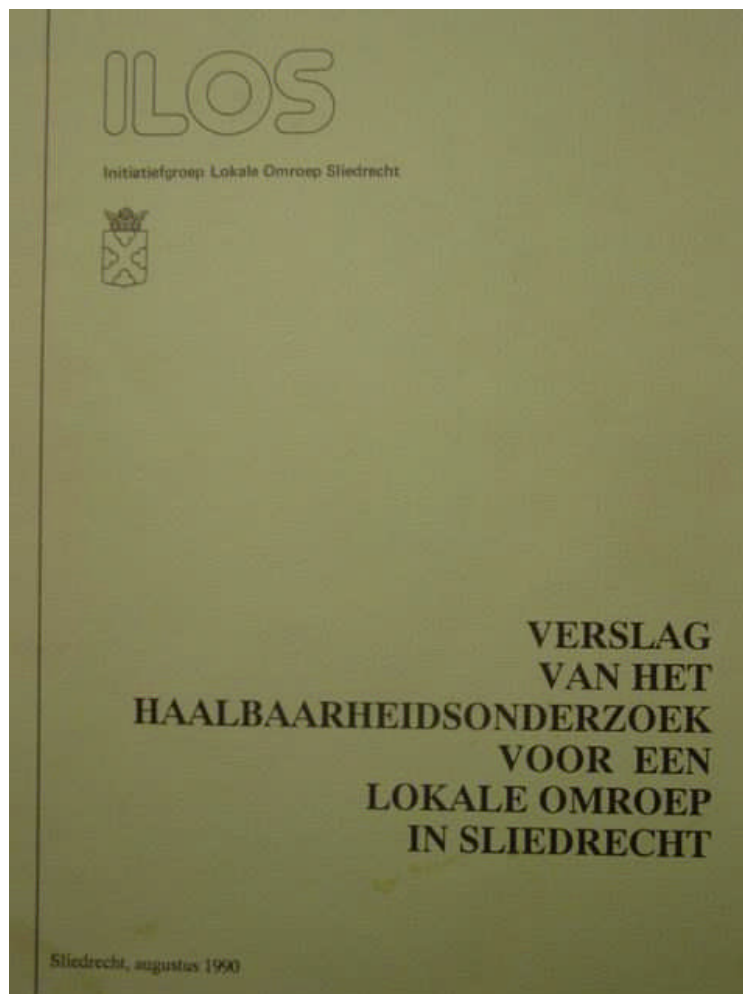 ILOS
Initiatiefgroep Lokale Omroep Sliedrecht
VERSLAG
VAN HET
HAALBAARHEIDSONDERZOEK
VOOR EEN
LOKALE OMROEP
IN SLIEDRECHT
Sliedrecht, augustus 1990